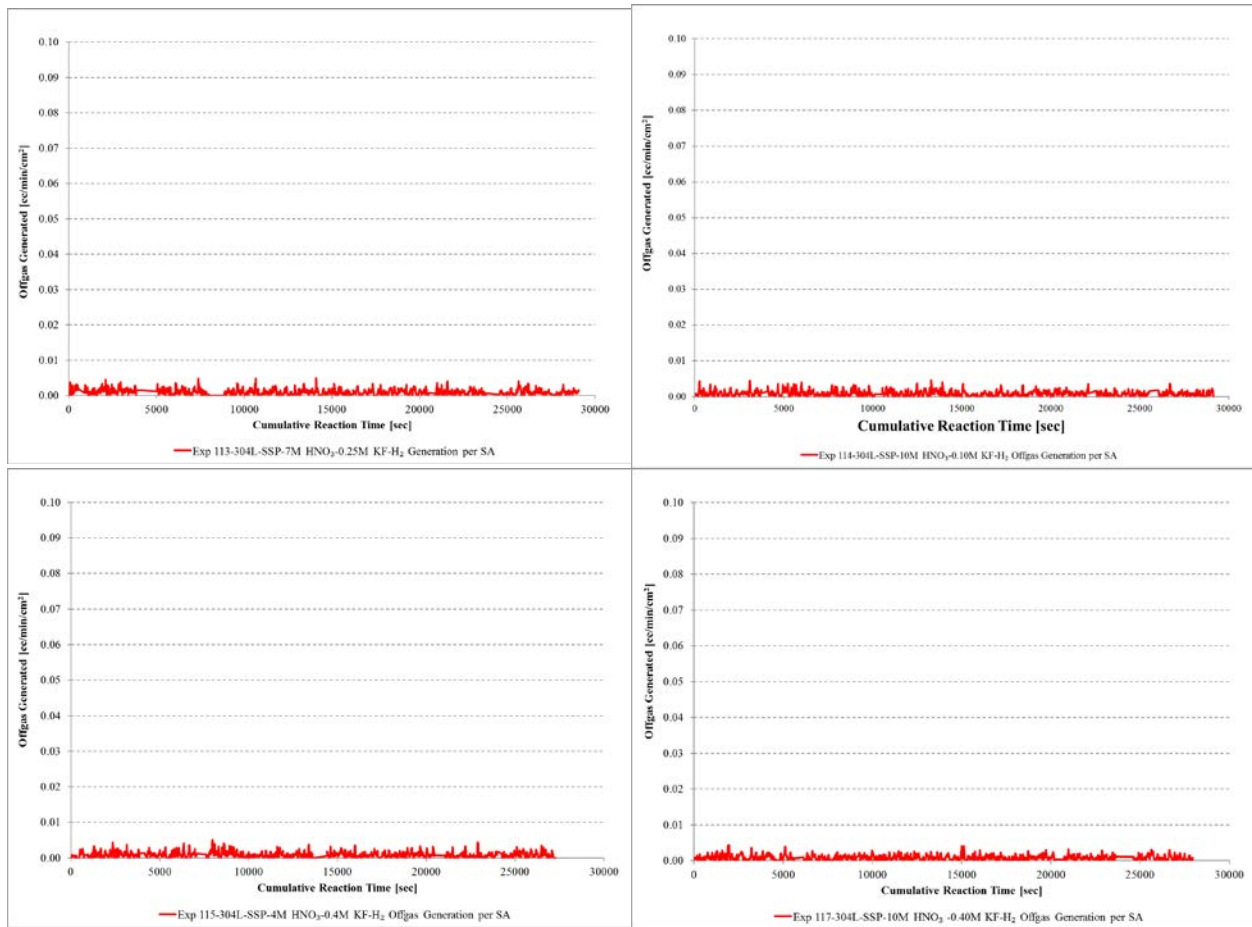 0.10
0.09
0.08
0.07
0.06
0.05
0.04
0.03
0.02
0.01
0.00
Offgas Generated [cc/min/cm²]
0 5000 10000 15000 20000 25000 30000
Cumulative Reaction Time [sec]
Exp 113-304L-SSP-7M HNO₃-0.25M KF-H₂ Generation per SA
0.10
0.09
0.08
0.07
0.06
0.05
0.04
0.03
0.02
0.01
0.00
Offgas Generated [cc/min/cm²]
0 5000 10000 15000 20000 25000 30000
Cumulative Reaction Time [sec]
Exp 114-304L-SSP-10M HNO₃-0.10M KF-H₂ Offgas Generation per SA
0.10
0.09
0.08
0.07
0.06
0.05
0.04
0.03
0.02
0.01
0.00
Offgas Generated [cc/min/cm²]
0 5000 10000 15000 20000 25000 30000
Cumulative Reaction Time [sec]
Exp 115-304L-SSP-4M HNO₃-0.4M KF-H₂ Offgas Generation per SA
0.10
0.09
0.08
0.07
0.06
0.05
0.04
0.03
0.02
0.01
0.00
Offgas Generated [cc/min/cm²]
0 5000 10000 15000 20000 25000 30000
Cumulative Reaction Time [sec]
Exp 117-304L-SSP-10M HNO₃ -0.40M KF-H₂ Offgas Generation per SA